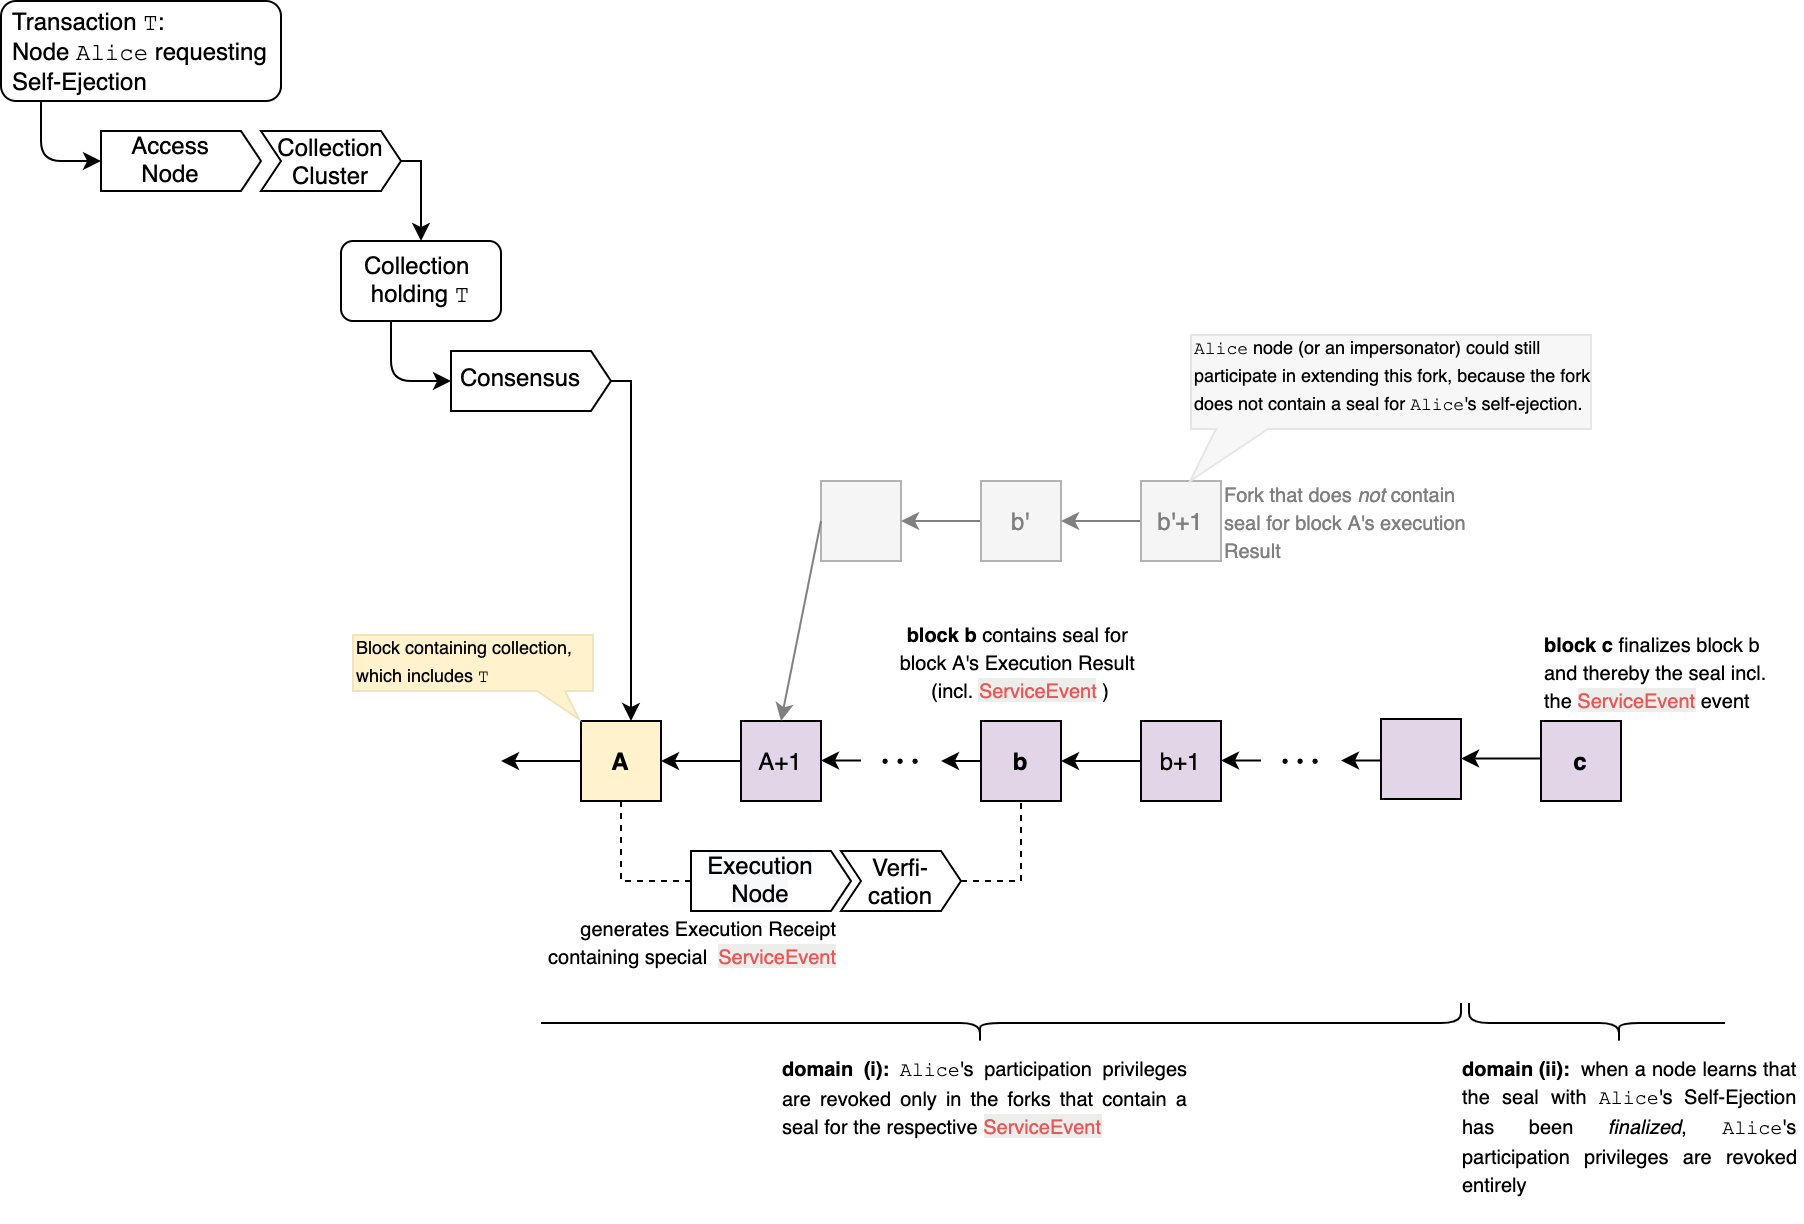 Transaction T:
Node Alice requesting
Self-Ejection
Access
Node
Collection
Cluster
Collection
holding T
Consensus
Alice node (or an impersonator) could still
participate in extending this fork, because the fork
does not contain a seal for Alice's self-ejection.
b'
b'+1
Fork that does not contain
seal for block A's execution
Result
Block containing collection,
which includes T
block b contains seal for
block A's Execution Result
(incl. ServiceEvent )
block c finalizes block b
and thereby the seal incl.
the ServiceEvent event
A
A+1
• • •
b
b+1
• • •
c
Execution
Node
Verfi-
cation
generates Execution Receipt
containing special ServiceEvent
domain (i): Alice's participation privileges
are revoked only in the forks that contain a
seal for the respective ServiceEvent
domain (ii): when a node learns that
the seal with Alice's Self-Ejection
has been finalized, Alice's
participation privileges are revoked
entirely